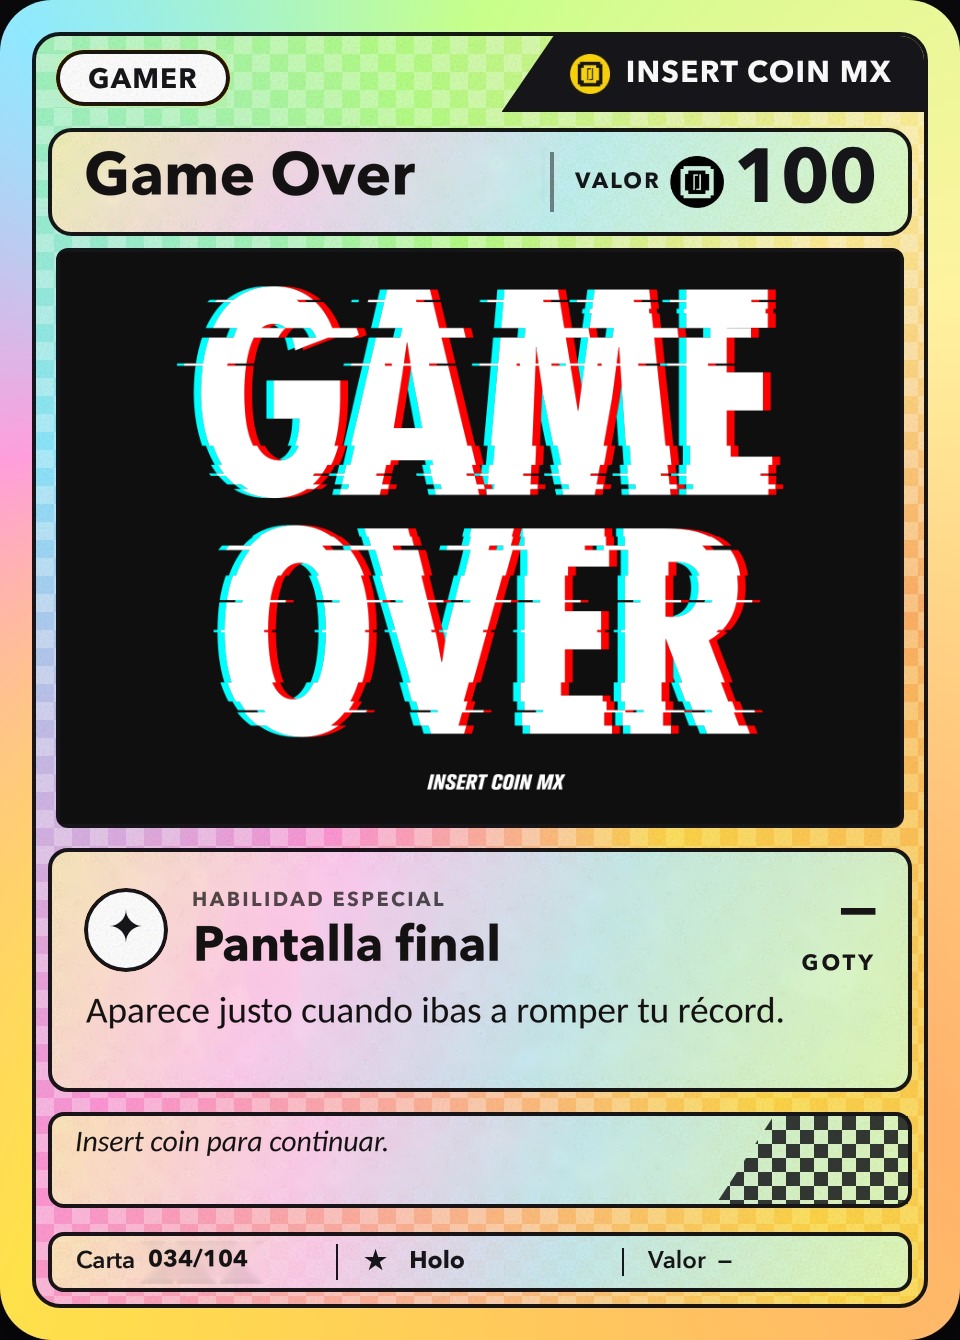 GAMER
INSERT COIN MX
Game Over
VALOR 100
GAME
OVER
INSERT COIN MX
HABILIDAD ESPECIAL
Pantalla final
–
GOTY
Aparece justo cuando ibas a romper tu récord.
Insert coin para continuar.
Carta 034/104 ★ Holo Valor –